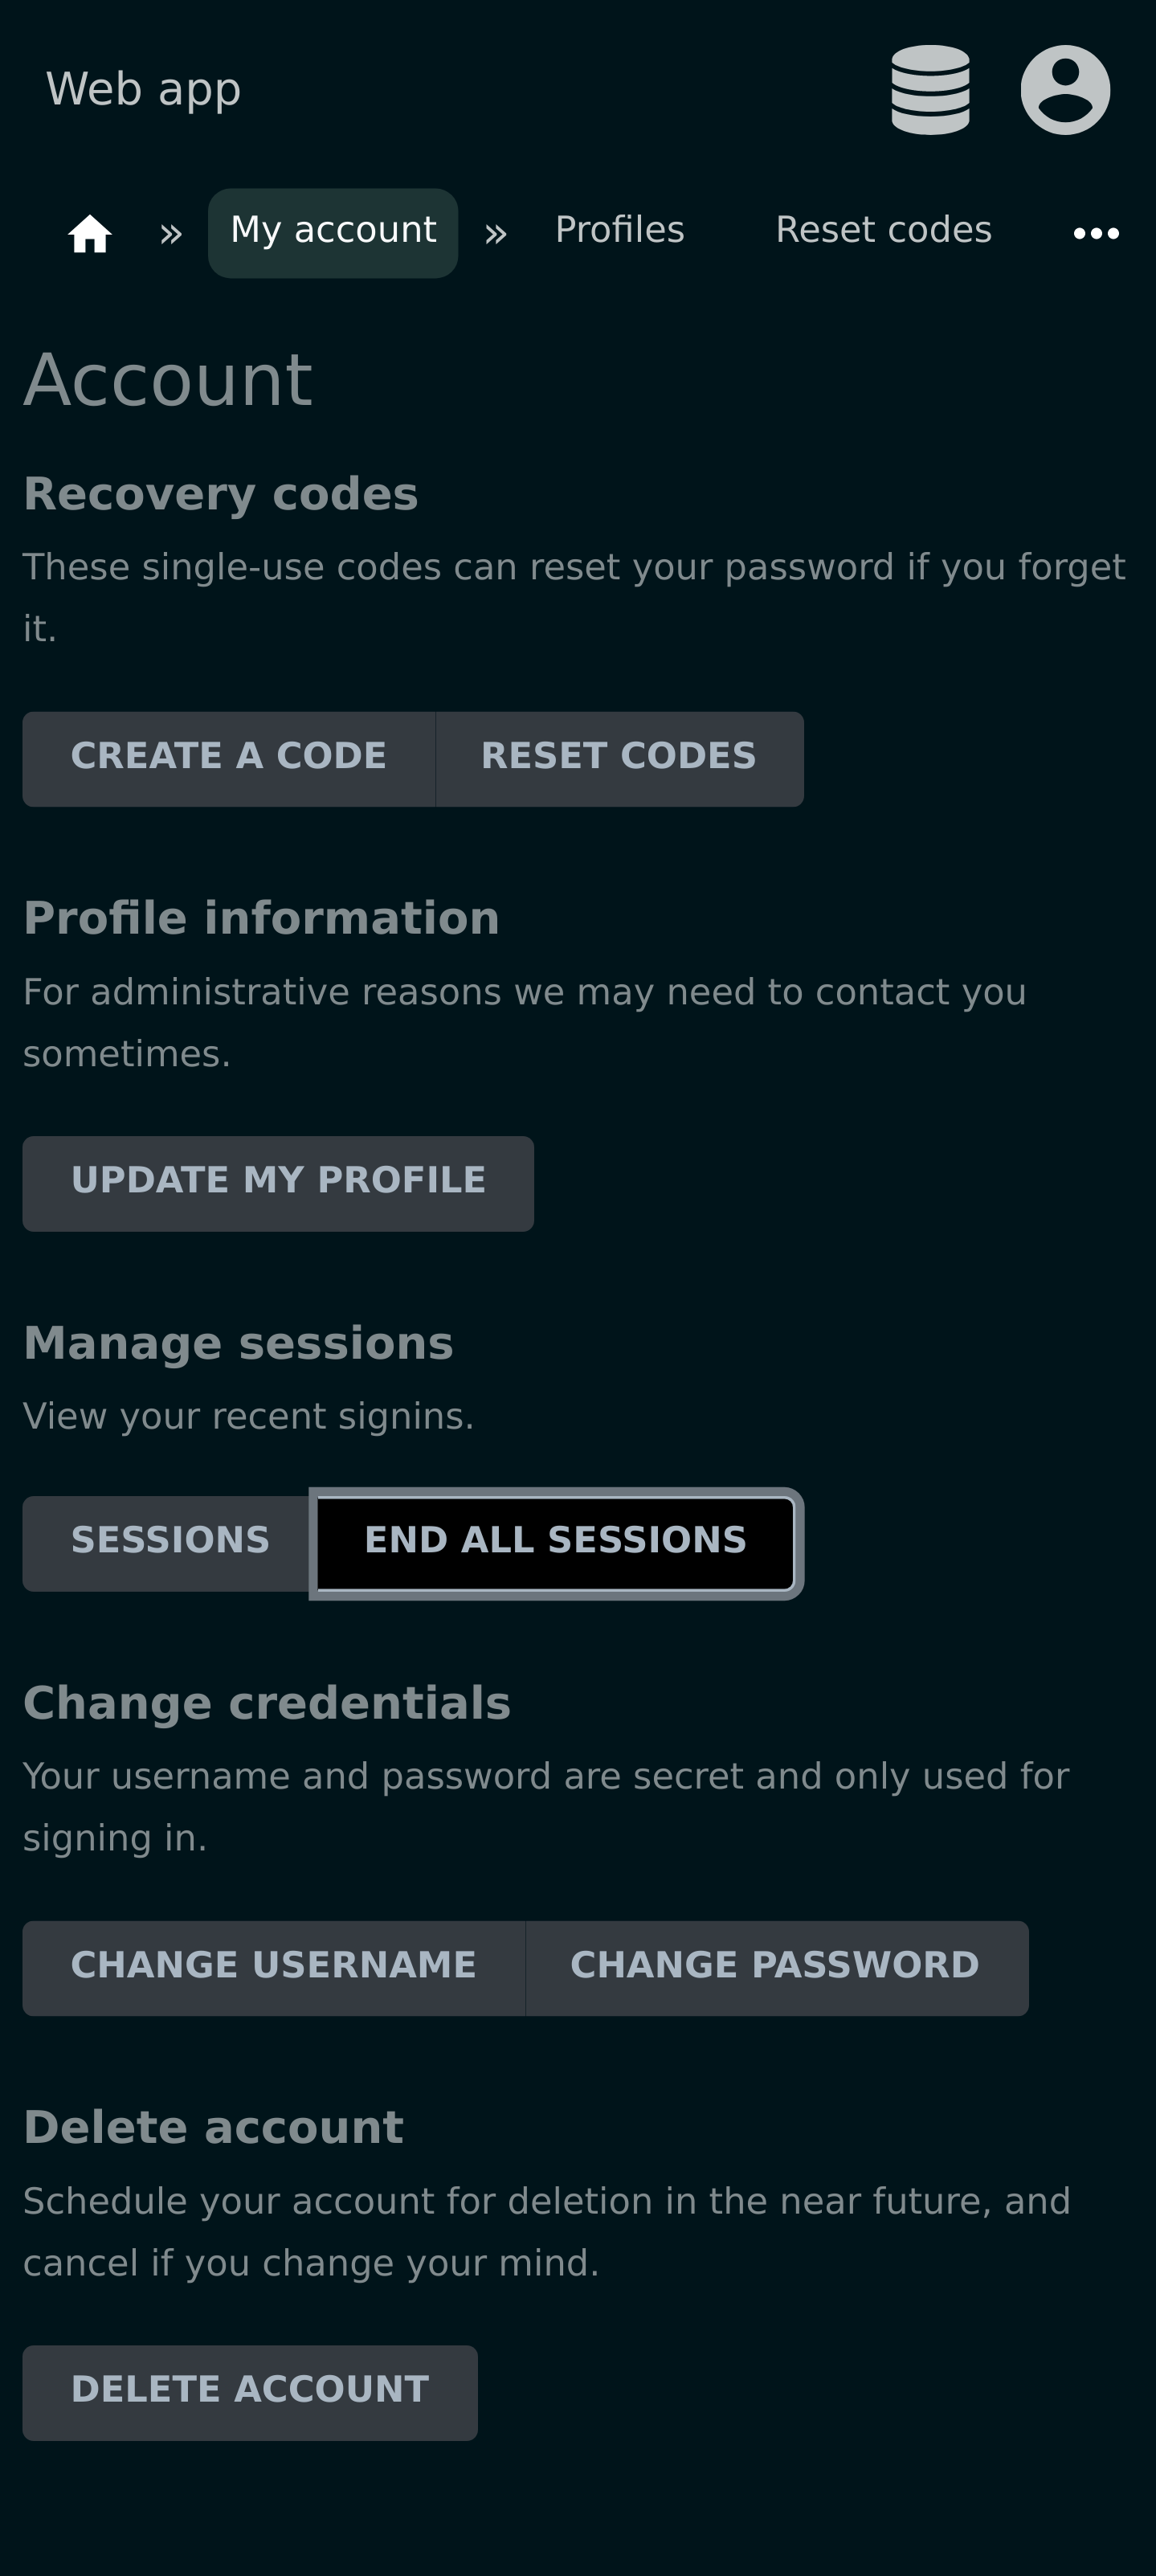 Web app
» My account » Profiles Reset codes
Account
Recovery codes
These single-use codes can reset your password if you forget
it.
CREATE A CODE RESET CODES
Profile information
For administrative reasons we may need to contact you
sometimes.
UPDATE MY PROFILE
Manage sessions
View your recent signins.
SESSIONS END ALL SESSIONS
Change credentials
Your username and password are secret and only used for
signing in.
CHANGE USERNAME CHANGE PASSWORD
Delete account
Schedule your account for deletion in the near future, and
cancel if you change your mind.
DELETE ACCOUNT